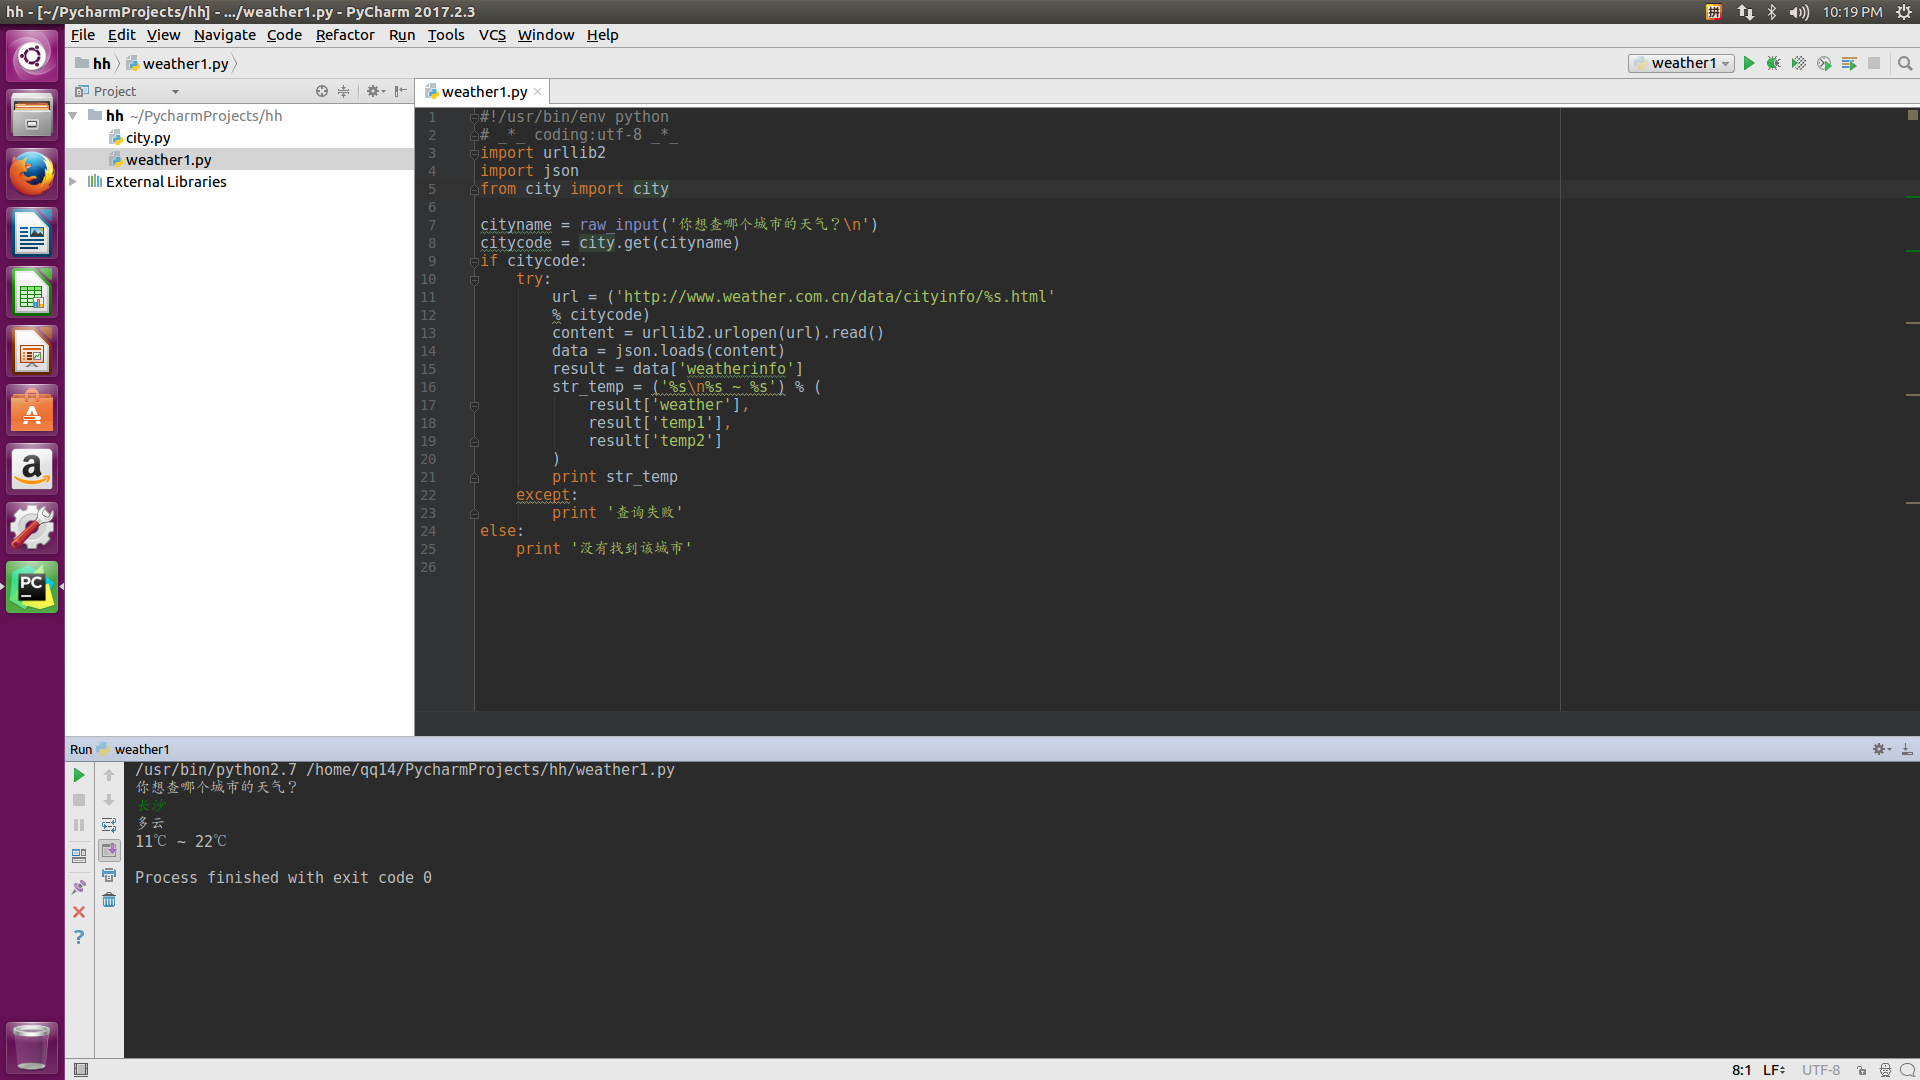 hh - [~/PycharmProjects/hh] - .../weather1.py - PyCharm 2017.2.3
拼
10:19 PM
File Edit View Navigate Code Refactor Run Tools VCS Window Help
hh weather1.py
weather1
Project
weather1.py
hh ~/PycharmProjects/hh
city.py
weather1.py
External Libraries
1 #!/usr/bin/env python
2 # _*_ coding:utf-8 _*_
3 import urllib2
4 import json
5 from city import city
6
7 cityname = raw_input('你想查哪个城市的天气？\n')
8 citycode = city.get(cityname)
9 if citycode:
10 try:
11 url = ('http://www.weather.com.cn/data/cityinfo/%s.html'
12 % citycode)
13 content = urllib2.urlopen(url).read()
14 data = json.loads(content)
15 result = data['weatherinfo']
16 str_temp = ('%s\n%s ~ %s') % (
17 result['weather'],
18 result['temp1'],
19 result['temp2']
20 )
21 print str_temp
22 except:
23 print '查询失败'
24 else:
25 print '没有找到该城市'
26
Run weather1
/usr/bin/python2.7 /home/qq14/PycharmProjects/hh/weather1.py
你想查哪个城市的天气？
长沙
多云
11℃ ~ 22℃
Process finished with exit code 0
8:1 LF UTF-8